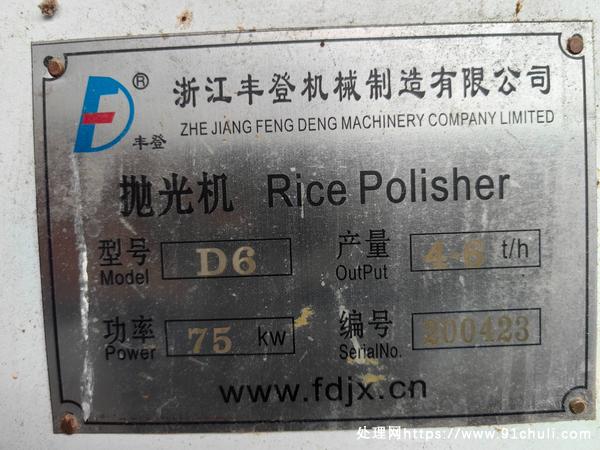 ® 浙江丰登机械制造有限公司
丰登 ZHE JIANG FENG DENG MACHINERY COMPANY LIMITED
抛光机 Rice Polisher
型号 D6 产量 4-6 t/h
Model OutPut
功率 75 kw 编号 200423
Power SerialNo.
www.fdjx.cn
处理网https://www.91chuli.com/